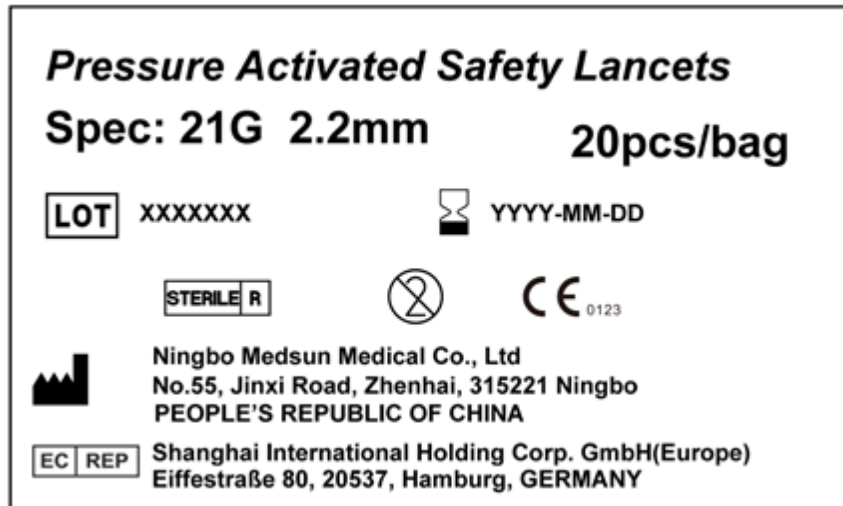 Pressure Activated Safety Lancets
Spec: 21G 2.2mm 20pcs/bag
LOT XXXXXXX YYYY-MM-DD
STERILE R 2 CE 0123
Ningbo Medsun Medical Co., Ltd
No.55, Jinxi Road, Zhenhai, 315221 Ningbo
PEOPLE'S REPUBLIC OF CHINA
EC REP Shanghai International Holding Corp. GmbH(Europe)
Eiffestraße 80, 20537, Hamburg, GERMANY